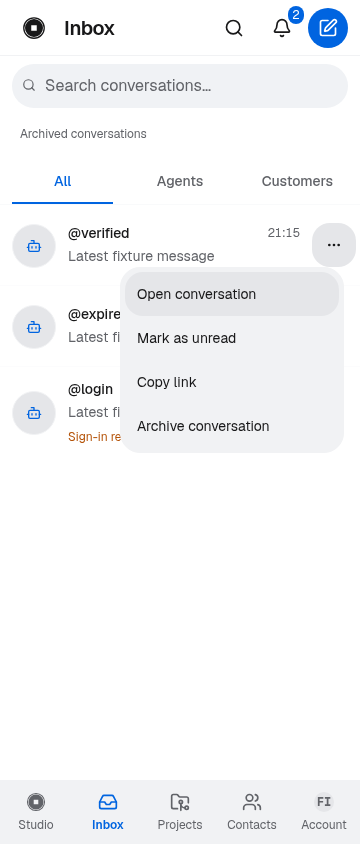 Inbox
2
Search conversations...
Archived conversations
All Agents Customers
@verified 21:15
Latest fixture message
Open conversation
Mark as unread
Copy link
Archive conversation
@expire
Latest fi
@login
Latest fi
Sign-in re
Studio Inbox Projects Contacts FI Account